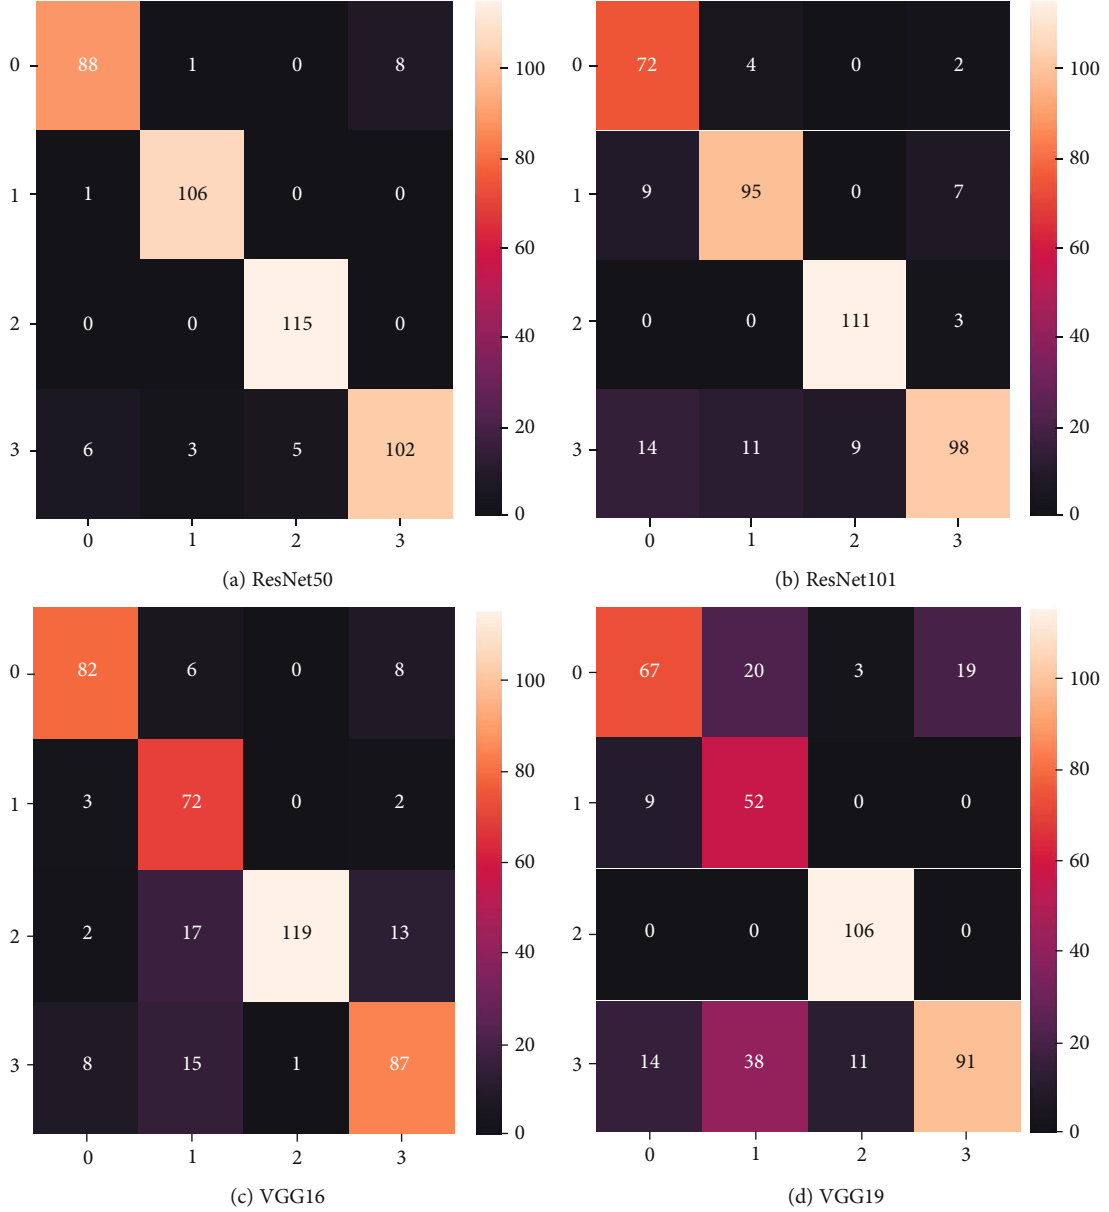 0 88 1 0 8
1 1 106 0 0
2 0 0 115 0
3 6 3 5 102
0 1 2 3
100
80
60
40
20
0
(a) ResNet50
0 72 4 0 2
1 9 95 0 7
2 0 0 111 3
3 14 11 9 98
0 1 2 3
100
80
60
40
20
0
(b) ResNet101
0 82 6 0 8
1 3 72 0 2
2 2 17 119 13
3 8 15 1 87
0 1 2 3
100
80
60
40
20
0
(c) VGG16
0 67 20 3 19
1 9 52 0 0
2 0 0 106 0
3 14 38 11 91
0 1 2 3
100
80
60
40
20
0
(d) VGG19